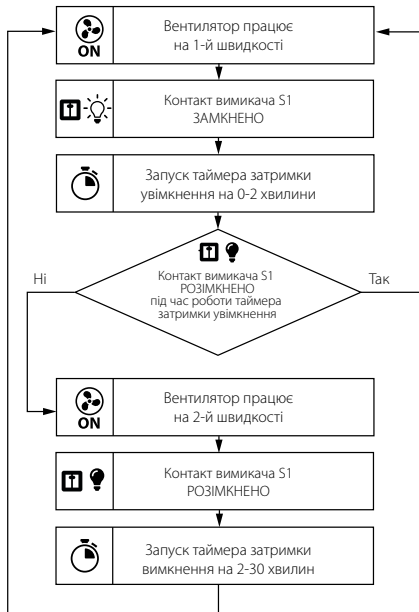 ON
Вентилятор працює
на 1-й швидкості
Контакт вимикача S1
ЗАМКНЕНО
Запуск таймера затримки
увімкнення на 0-2 хвилини
Ні
Контакт вимикача S1
РОЗІМКНЕНО
під час роботи таймера
затримки увімкнення
Так
ON
Вентилятор працює
на 2-й швидкості
Контакт вимикача S1
РОЗІМКНЕНО
Запуск таймера затримки
вимкнення на 2-30 хвилин